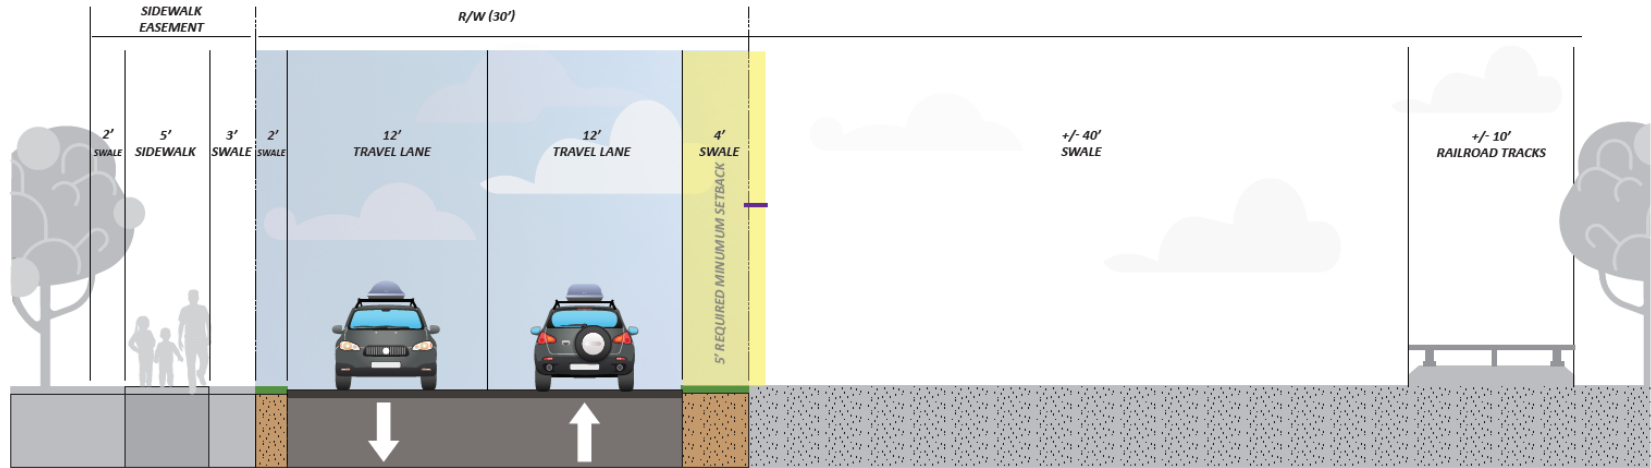 SIDEWALK
EASEMENT
R/W (30')
2'
SWALE
5'
SIDEWALK
3'
SWALE
2'
SWALE
12'
TRAVEL LANE
12'
TRAVEL LANE
4'
SWALE
5' REQUIRED MINIMUM SETBACK
+/- 40'
SWALE
+/- 10'
RAILROAD TRACKS